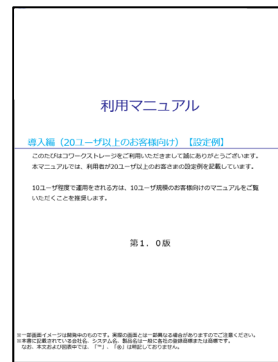 利用マニュアル
導入編（20ユーザ以上のお客様向け）【設定例】
このたびはコワークストレージをご利用いただきまして誠にありがとうございます。
本マニュアルでは、利用者が20ユーザ以上のお客さまの設定例を記載しています。
10ユーザ程度で運用をされる方は、10ユーザ規模のお客様向けのマニュアルをご覧
いただくことを推奨します。
第1．0版
※一部画面イメージは開発中のものです。実際の画面とは一部異なる場合がありますのでご注意ください。
※本書に記載されている会社名、システム名、製品名は一般に各社の登録商標または商標です。
なお、本文および図表中では、「™」、「®」は明記しておりません。